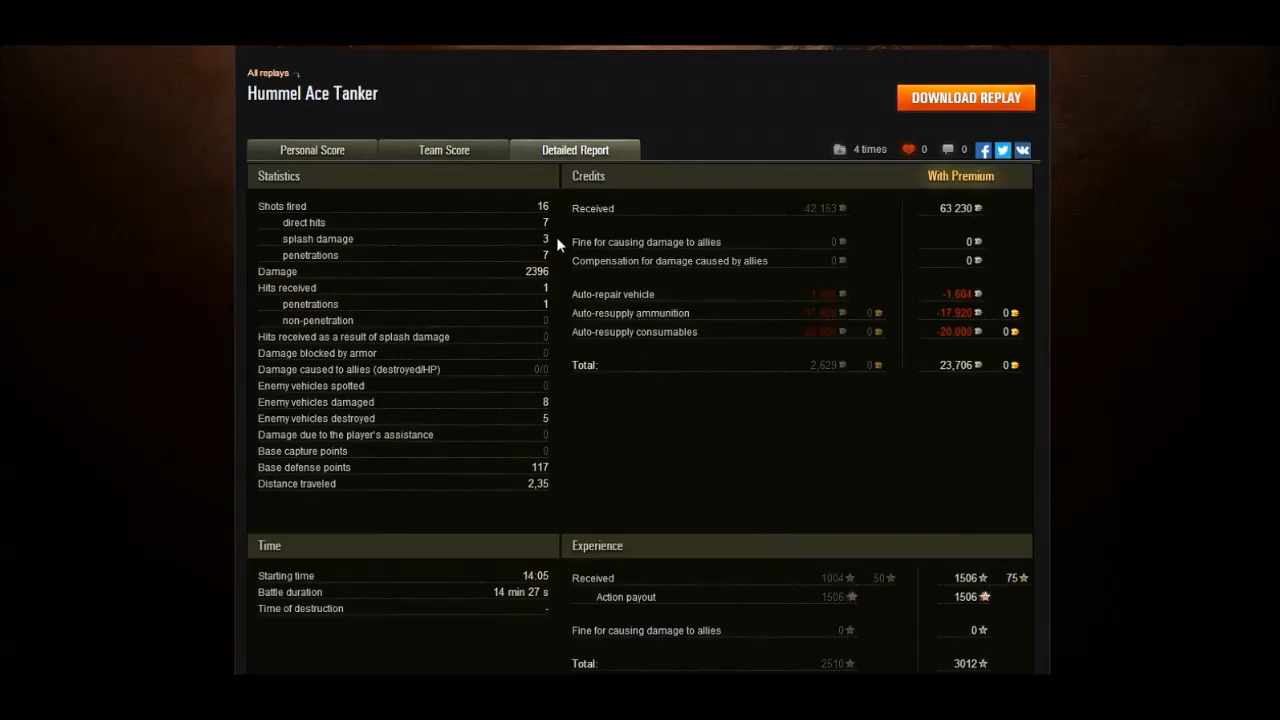 All replays
Hummel Ace Tanker
DOWNLOAD REPLAY
Personal Score
Team Score
Detailed Report
4 times 0 0
Statistics
Shots fired 16
direct hits 7
splash damage 3
penetrations 7
Damage 2396
Hits received 1
penetrations 1
non-penetration 0
Hits received as a result of splash damage 0
Damage blocked by armor 0
Damage caused to allies (destroyed/HP) 0/0
Enemy vehicles spotted 0
Enemy vehicles damaged 8
Enemy vehicles destroyed 5
Damage due to the player's assistance 0
Base capture points 0
Base defense points 117
Distance traveled 2,35
Credits With Premium
Received 42 153 63 230
Fine for causing damage to allies 0 0
Compensation for damage caused by allies 0 0
Auto-repair vehicle -1,604
Auto-resupply ammunition 0 -17,920 0
Auto-resupply consumables 0 -20,000 0
Total: 2,629 0 23,706 0
Time
Starting time 14:05
Battle duration 14 min 27 s
Time of destruction -
Experience
Received 1004 50 1506 75
Action payout 1506 1506
Fine for causing damage to allies 0 0
Total: 2510 3012